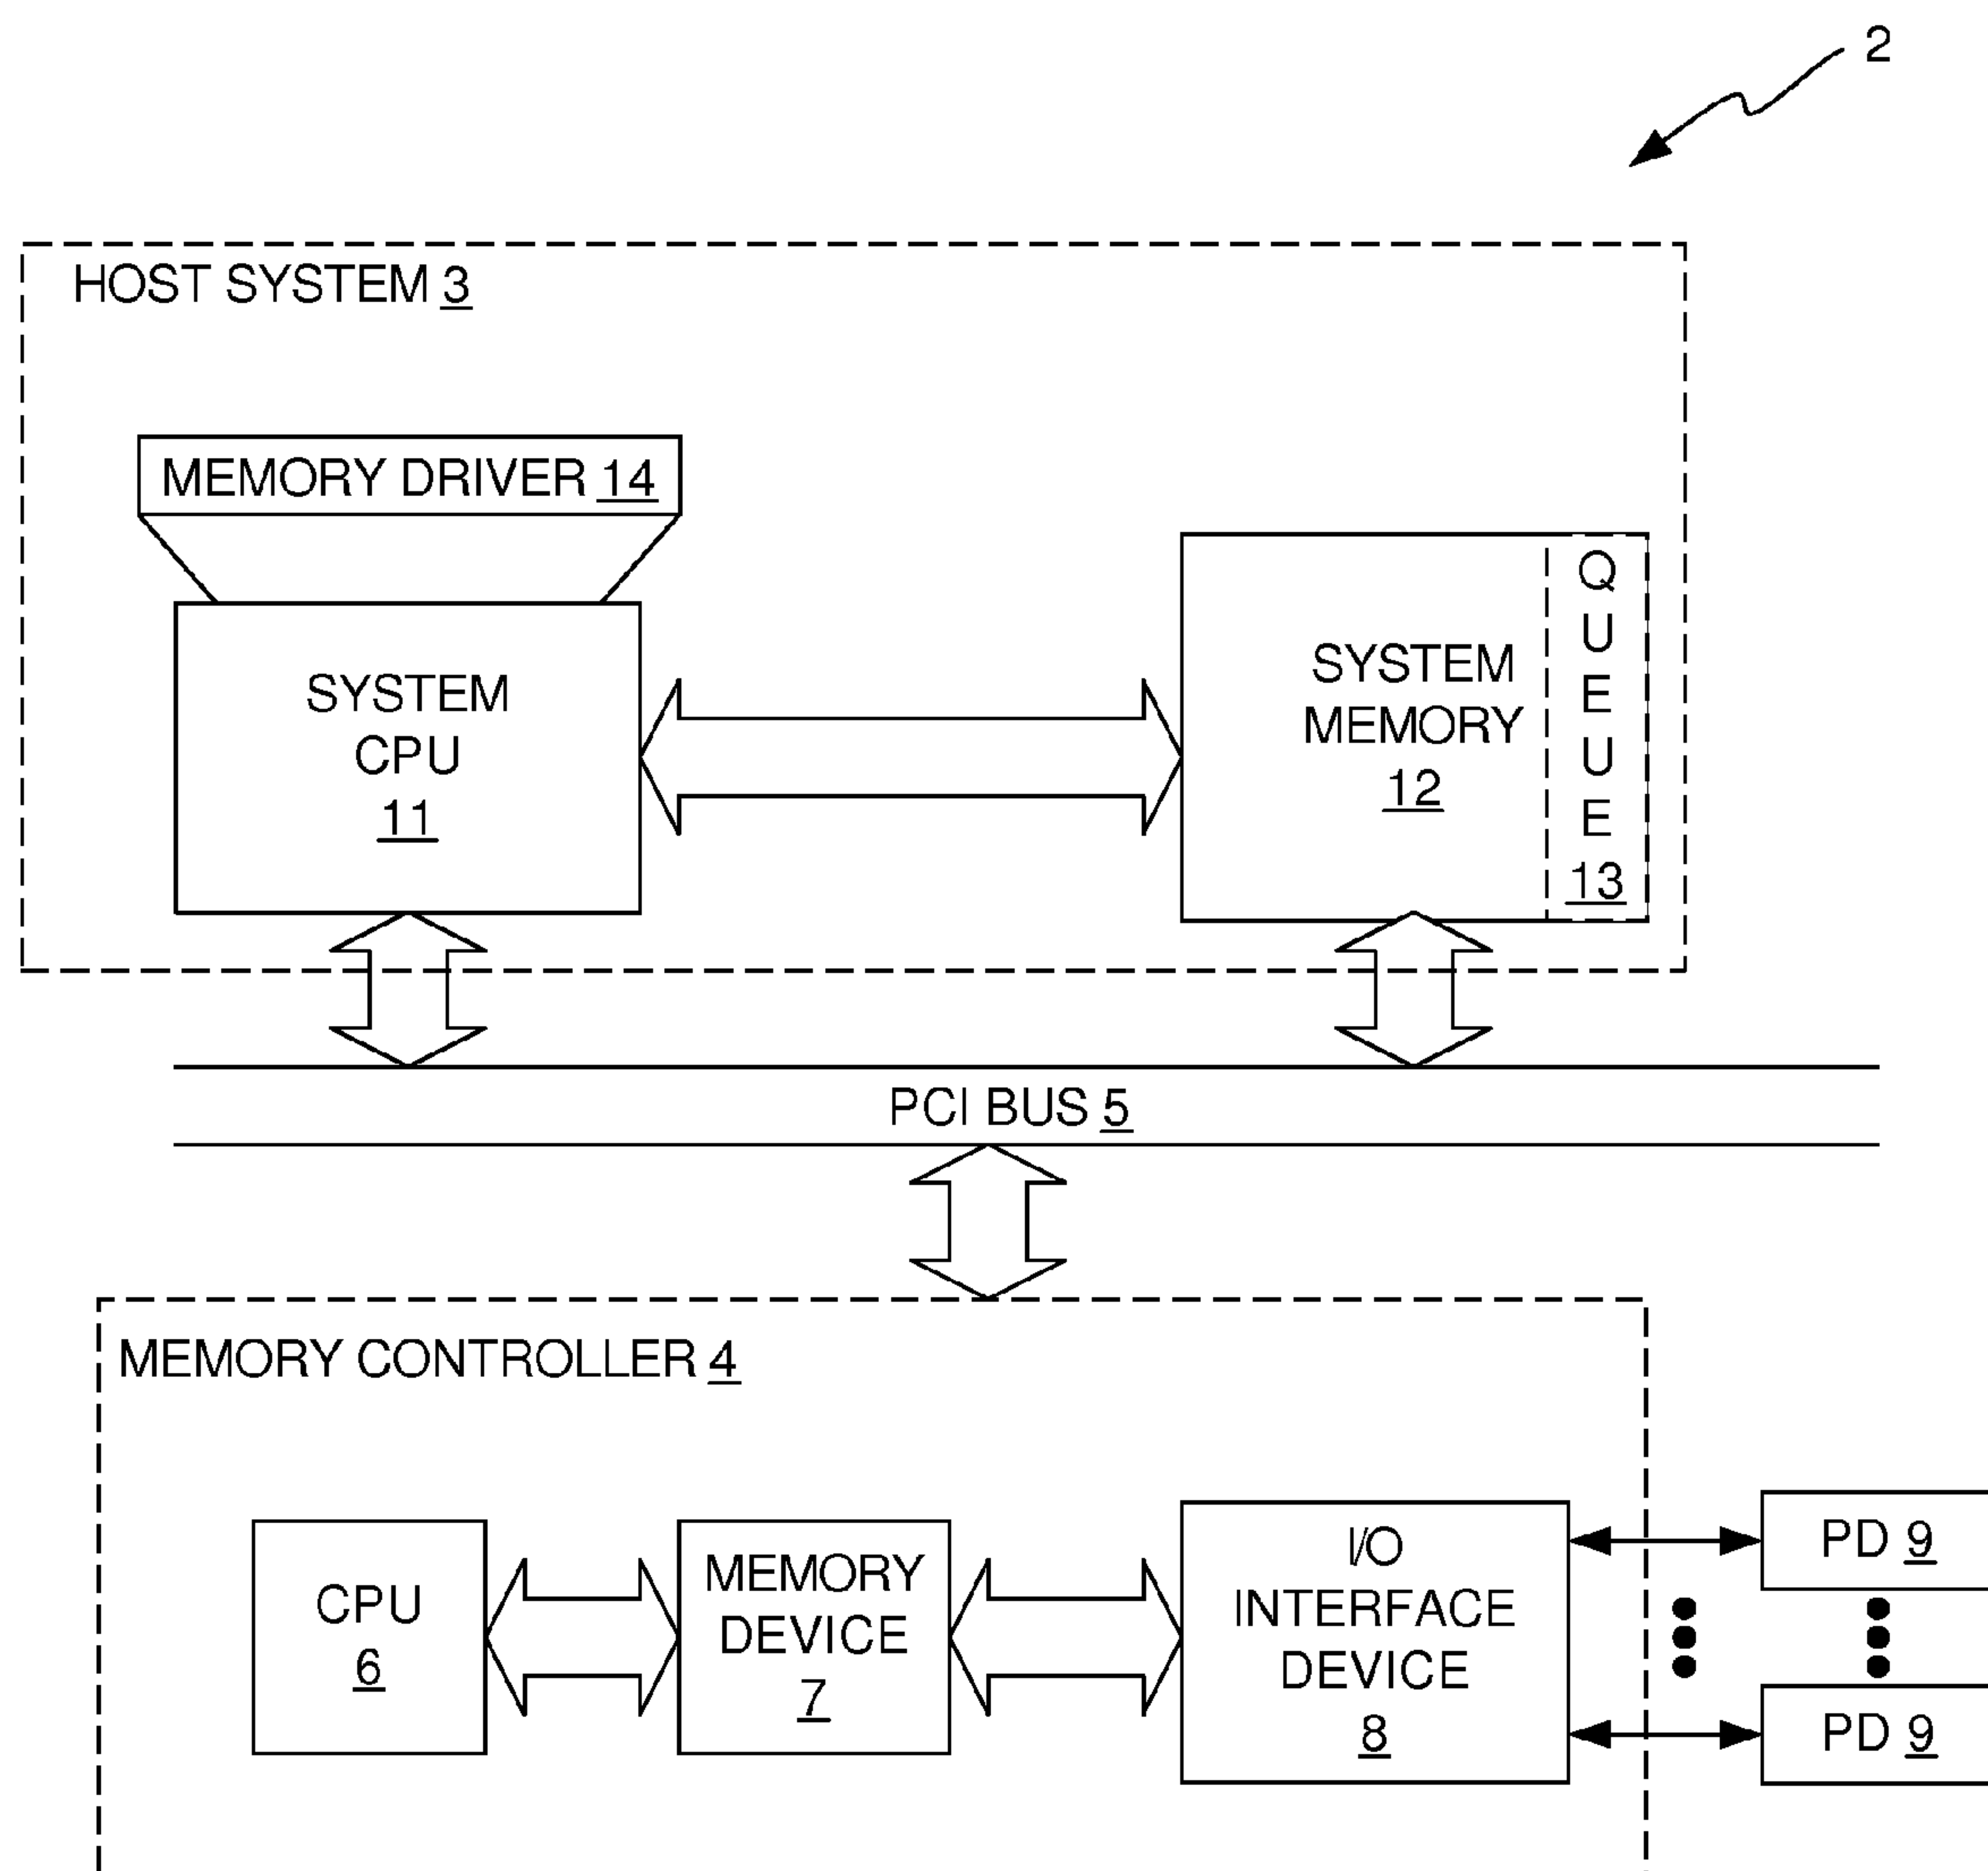 2
HOST SYSTEM 3
MEMORY DRIVER 14
SYSTEM
CPU
11
SYSTEM
MEMORY
12
Q
U
E
U
E
13
PCI BUS 5
MEMORY CONTROLLER 4
CPU
6
MEMORY
DEVICE
7
I/O
INTERFACE
DEVICE
8
PD 9
PD 9